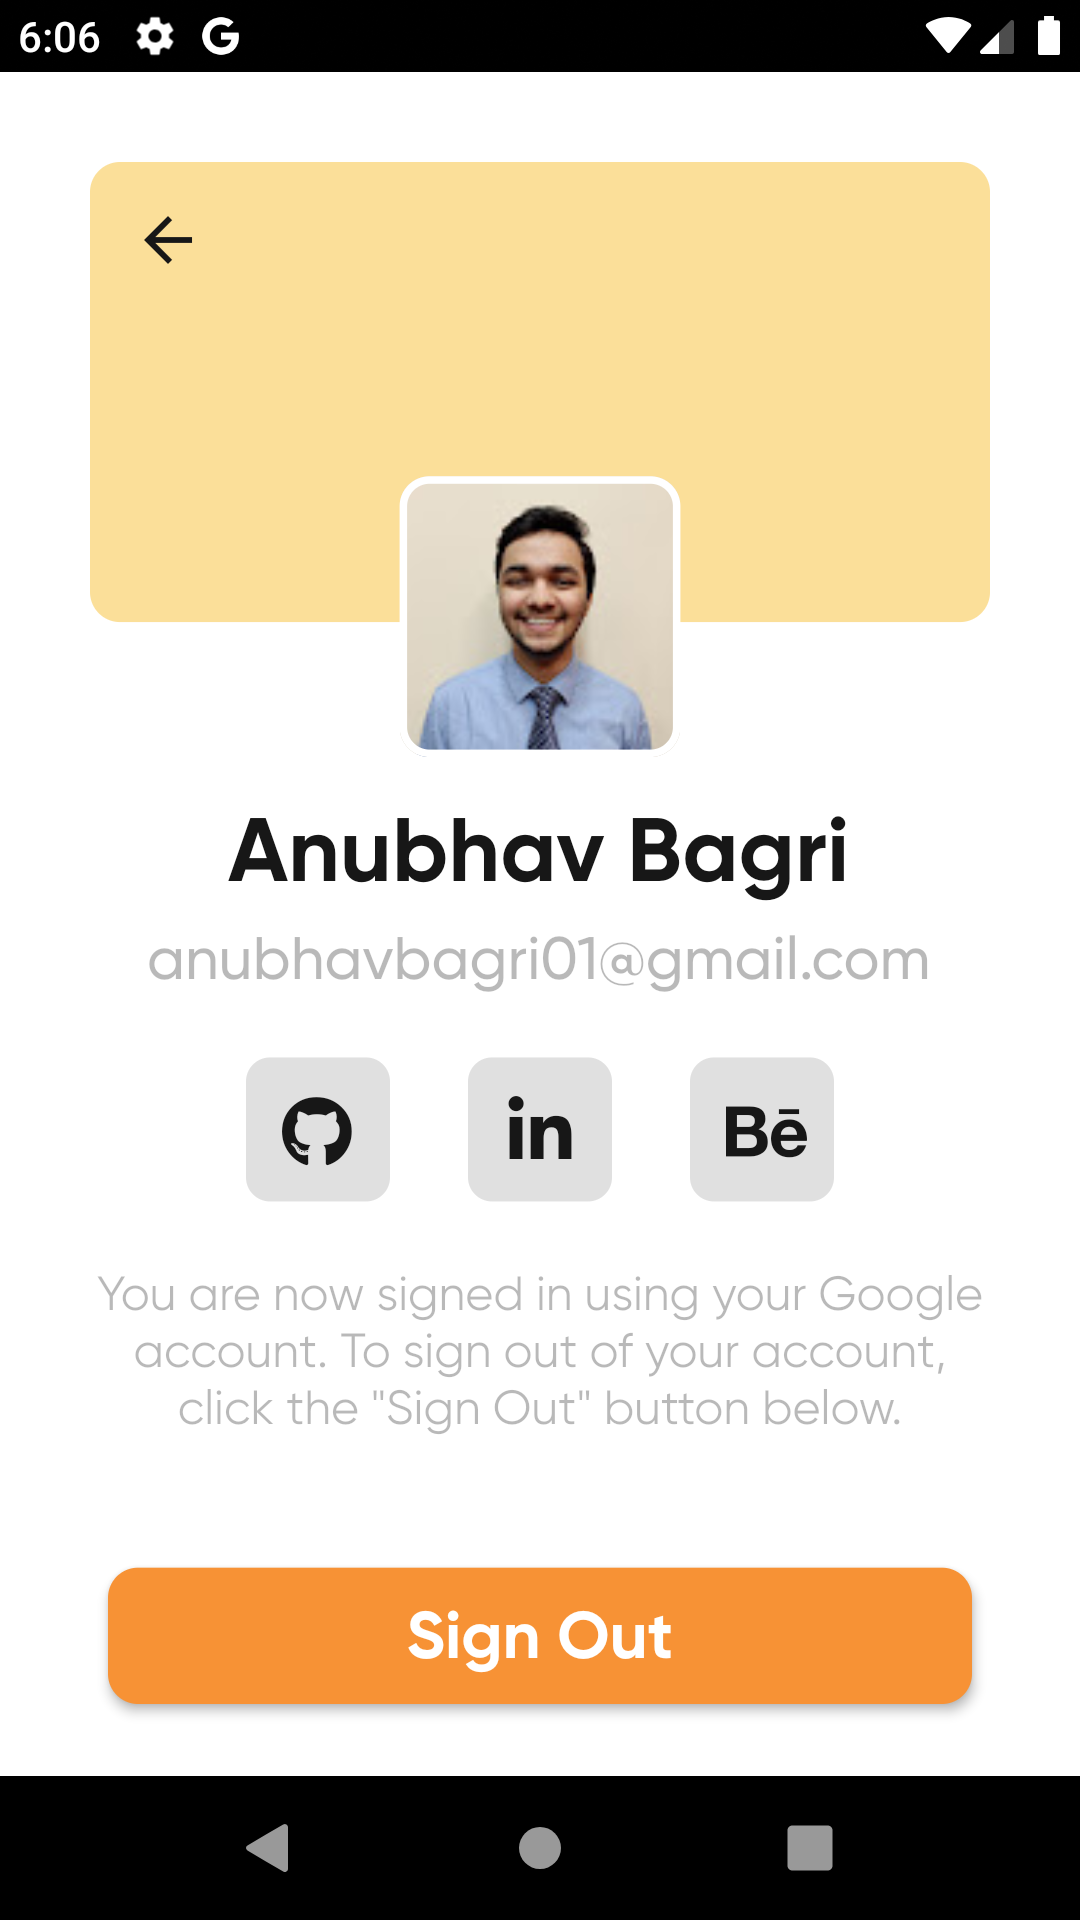 6:06
Anubhav Bagri
anubhavbagri01@gmail.com
in
Bē
You are now signed in using your Google
account. To sign out of your account,
click the "Sign Out" button below.
Sign Out